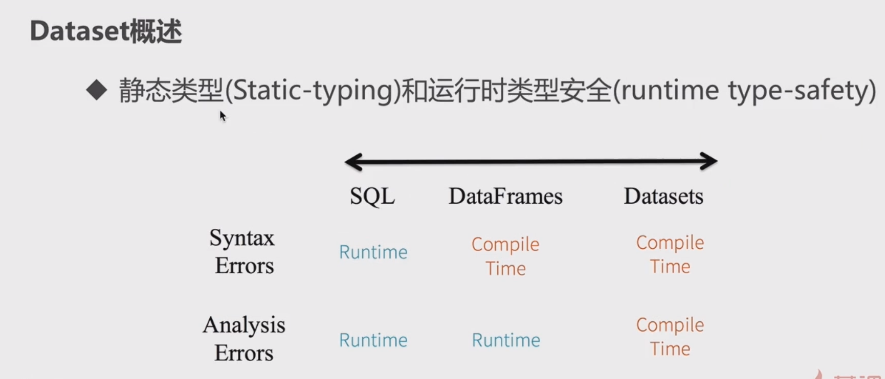 Dataset概述
◆ 静态类型(Static-typing)和运行时类型安全(runtime type-safety)
SQL DataFrames Datasets
Syntax Errors Runtime Compile Time Compile Time
Analysis Errors Runtime Runtime Compile Time